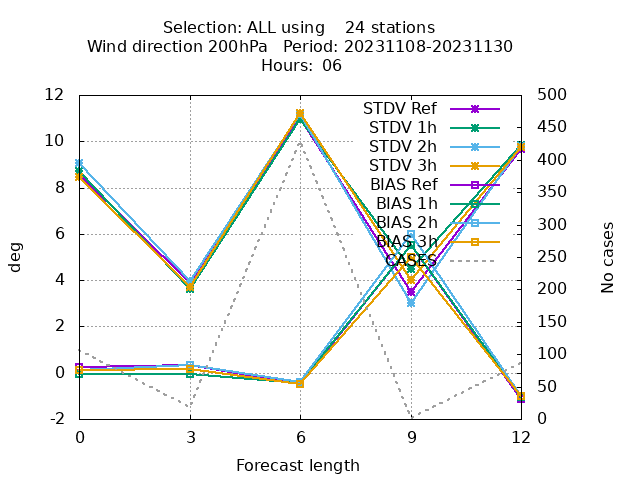 Selection: ALL using    24 stations
Wind direction 200hPa   Period: 20231108-20231130
Hours: 06
12
10
8
6
4
2
0
-2
deg
500
450
400
350
300
250
200
150
100
50
0
No cases
STDV Ref
STDV 1h
STDV 2h
STDV 3h
BIAS Ref
BIAS 1h
BIAS 2h
BIAS 3h
CASES
0 3 6 9 12
Forecast length